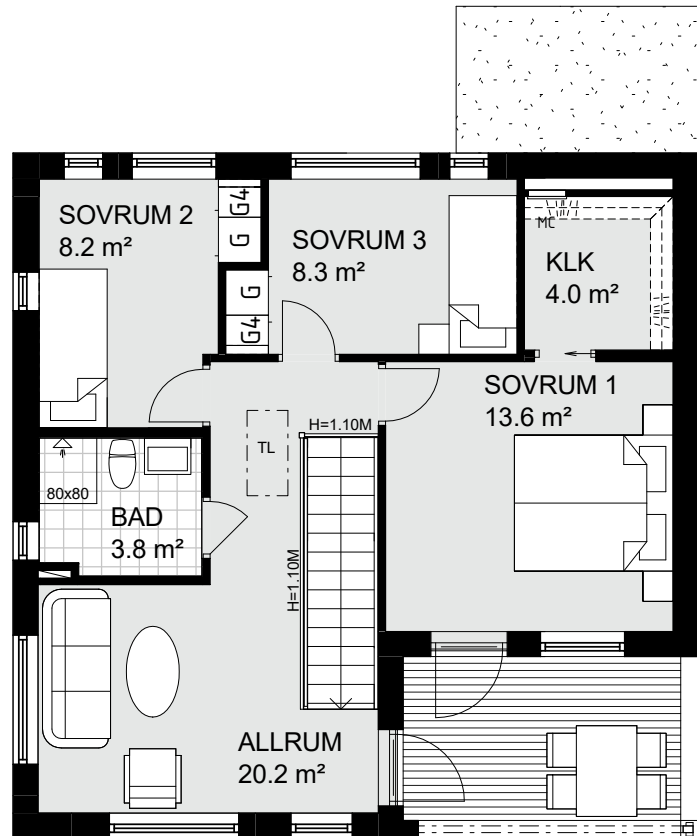 SOVRUM 2
8.2 m²
G4
G
SOVRUM 3
8.3 m²
G
G4
MC
KLK
4.0 m²
SOVRUM 1
13.6 m²
H=1.10M
TL
80x80
BAD
3.8 m²
H=1.10M
ALLRUM
20.2 m²